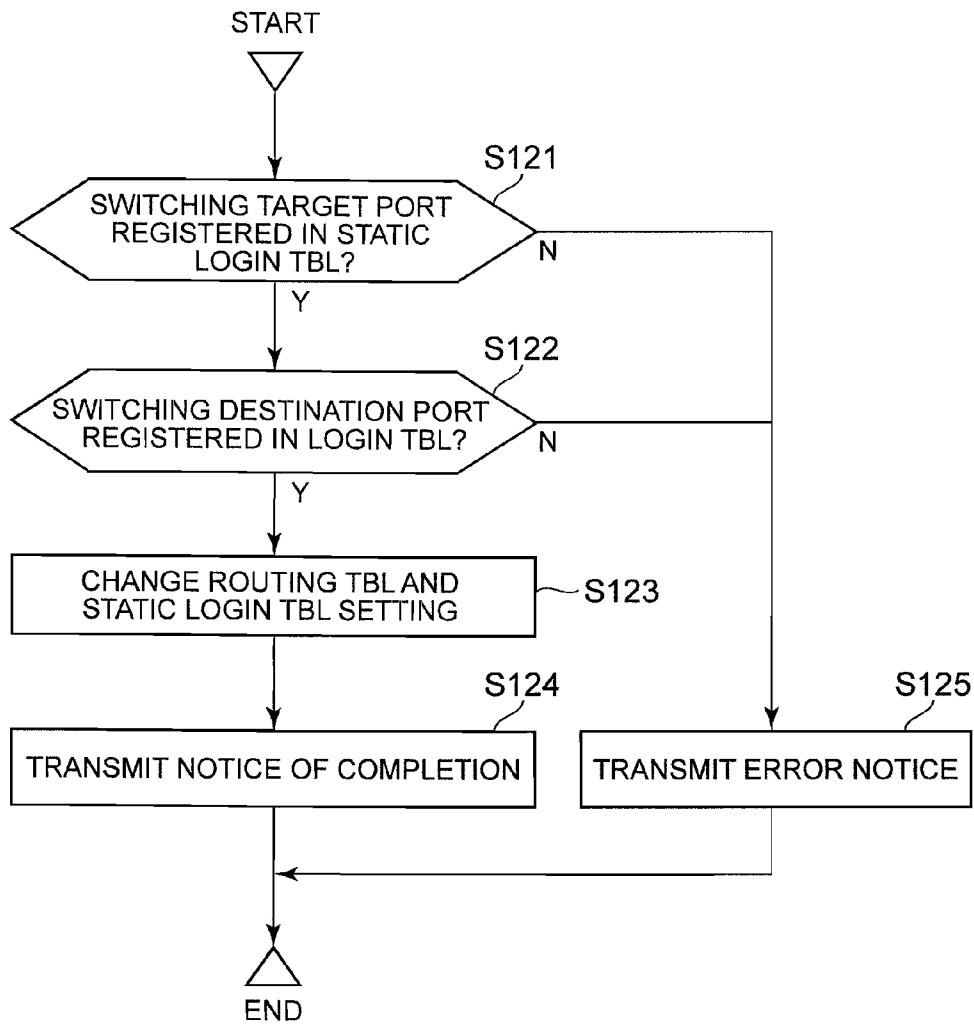 START
S121
SWITCHING TARGET PORT
REGISTERED IN STATIC
LOGIN TBL?
N
Y
S122
SWITCHING DESTINATION PORT
REGISTERED IN LOGIN TBL?
N
Y
CHANGE ROUTING TBL AND
STATIC LOGIN TBL SETTING
S123
S124
TRANSMIT NOTICE OF COMPLETION
S125
TRANSMIT ERROR NOTICE
END